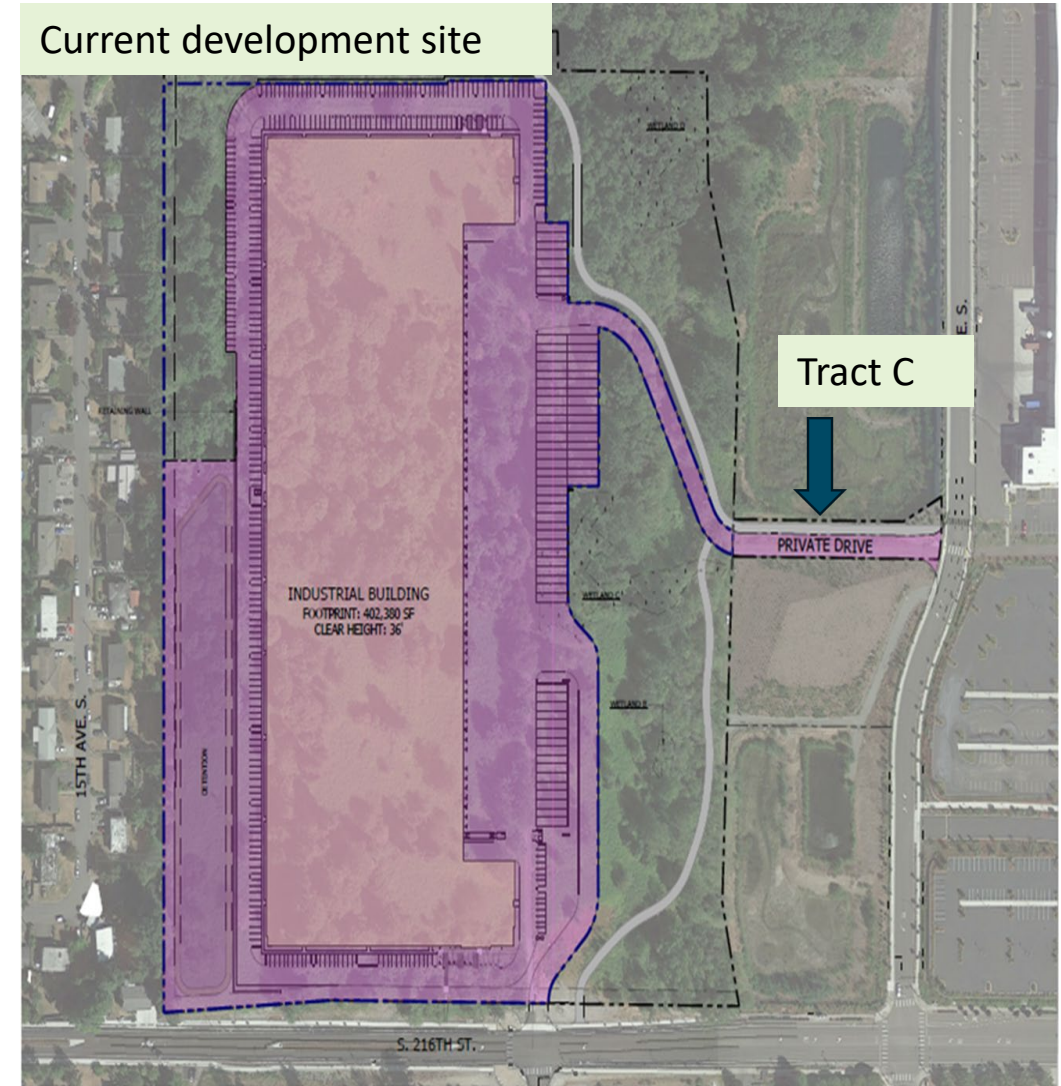 Current development site
WETLAND D
E. S.
Tract C
RETAINING WALL
PRIVATE DRIVE
INDUSTRIAL BUILDING
FOOTPRINT: 402,380 SF
CLEAR HEIGHT: 36'
WETLAND C
WETLAND B
15TH AVE. S.
S. 216TH ST.